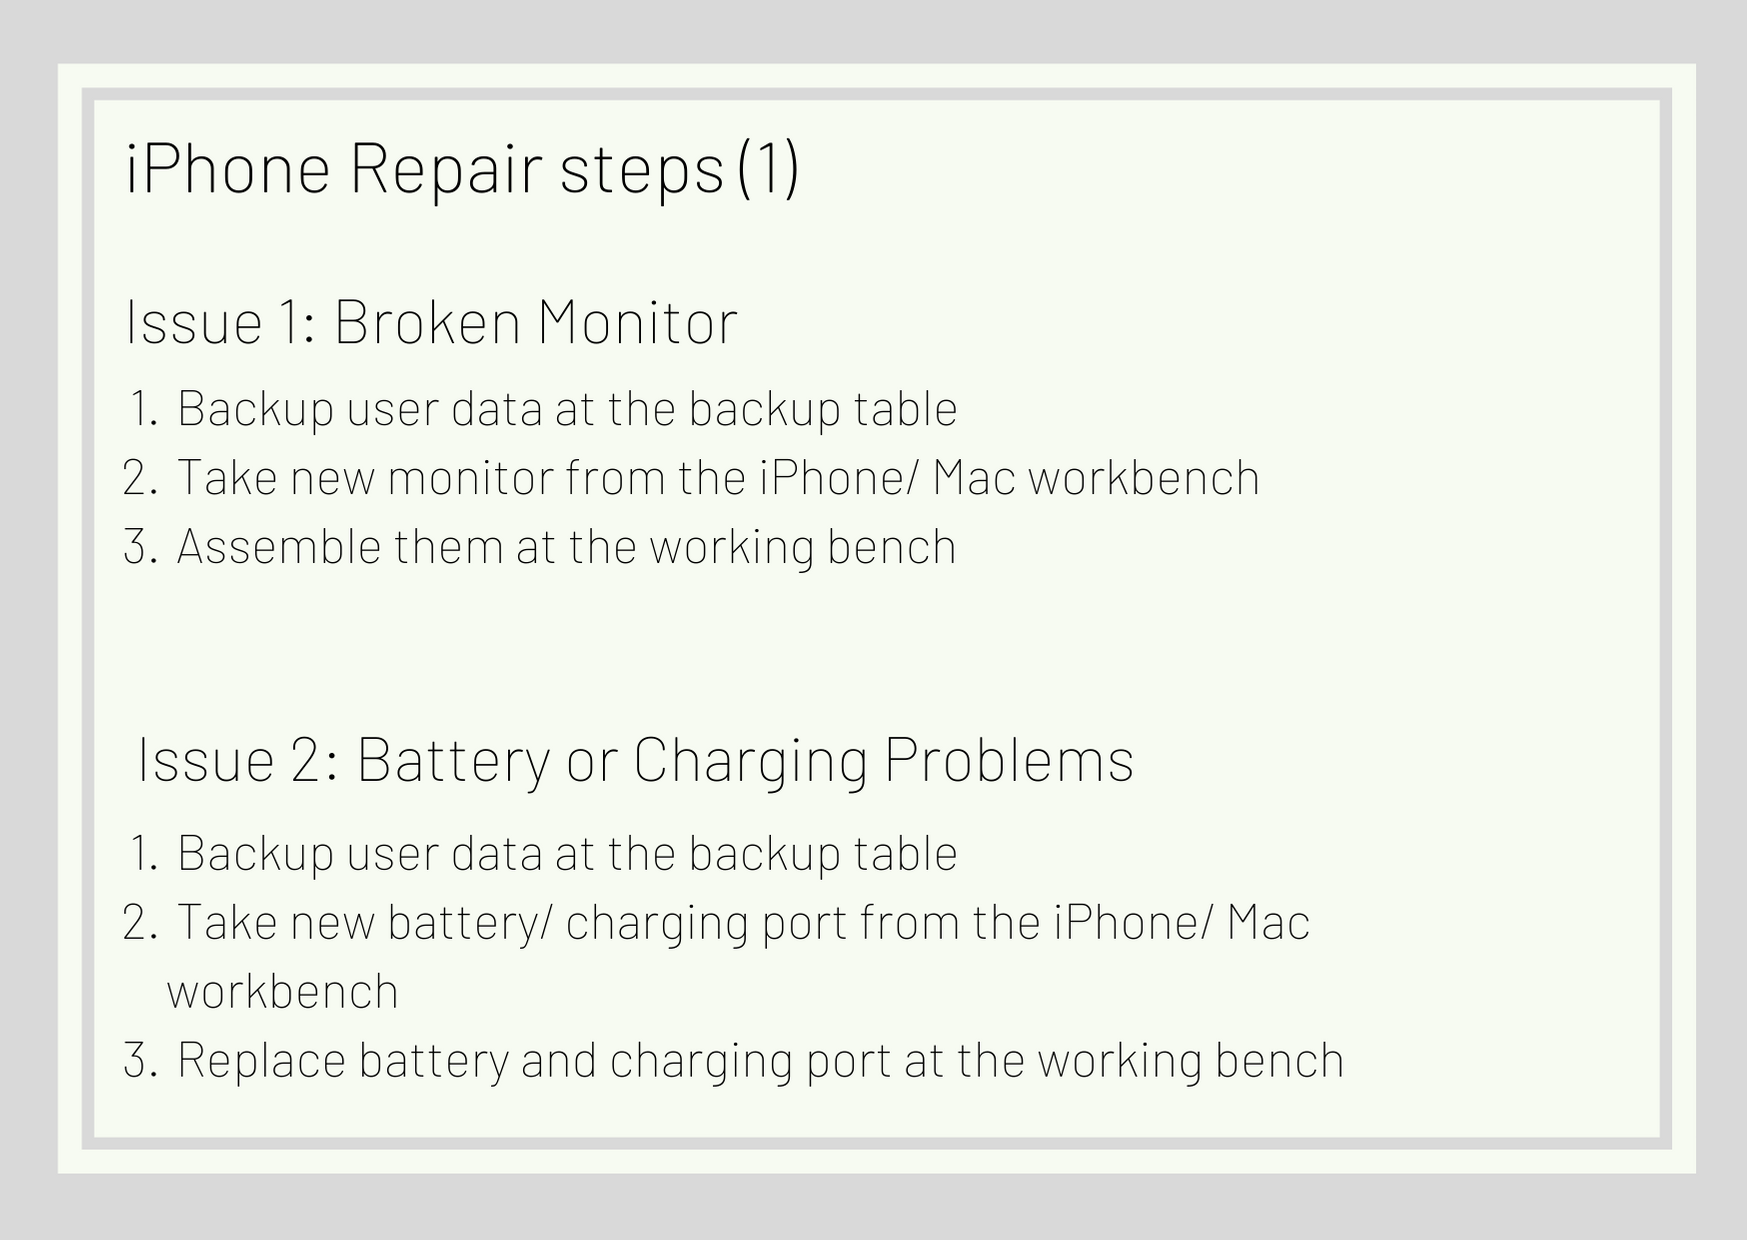 iPhone Repair steps (1)
Issue 1: Broken Monitor
1. Backup user data at the backup table
2. Take new monitor from the iPhone/ Mac workbench
3. Assemble them at the working bench
Issue 2: Battery or Charging Problems
1. Backup user data at the backup table
2. Take new battery/ charging port from the iPhone/ Mac
workbench
3. Replace battery and charging port at the working bench